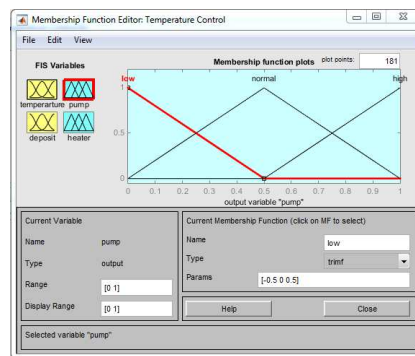 Membership Function Editor: Temperature Control
File Edit View
FIS Variables
temperarture pump
deposit heater
Membership function plots plot points: 181
low normal high
1
0.5
0
0 0.1 0.2 0.3 0.4 0.5 0.6 0.7 0.8 0.9 1
output variable "pump"
Current Variable
Name pump
Type output
Range [0 1]
Display Range [0 1]
Current Membership Function (click on MF to select)
Name low
Type trimf
Params [-0.5 0 0.5]
Help Close
Selected variable "pump"